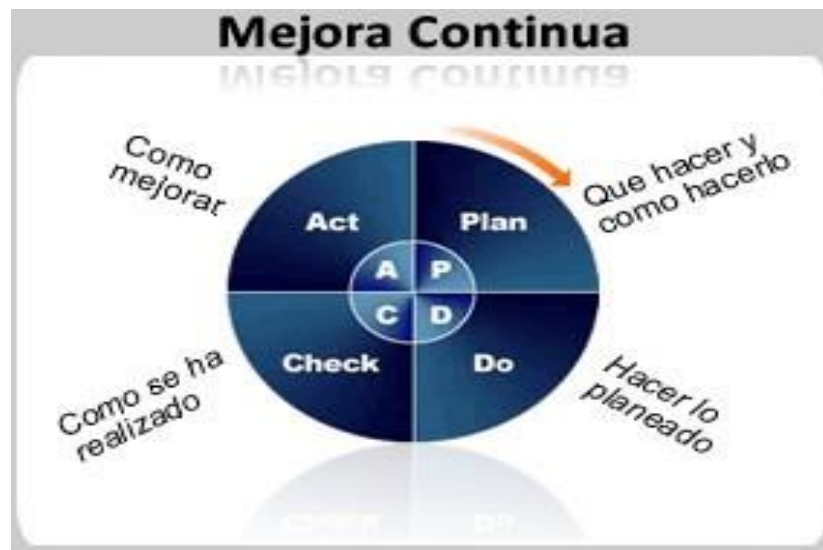 Mejora Continua
Como
mejorar
Que hacer y
como hacerlo
Act
Plan
A
P
C
D
Check
Do
Como se ha
realizado
Hacer lo
planeado